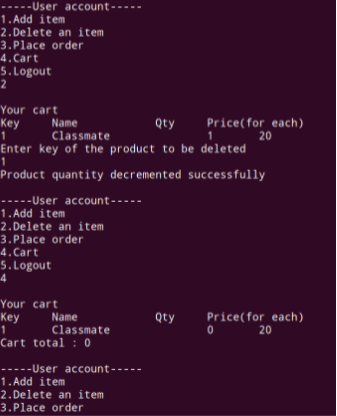 -----User account-----
1.Add item
2.Delete an item
3.Place order
4.Cart
5.Logout
2
Your cart
Key Name Qty Price(for each)
1 Classmate 1 20
Enter key of the product to be deleted
1
Product quantity decremented successfully
-----User account-----
1.Add item
2.Delete an item
3.Place order
4.Cart
5.Logout
4
Your cart
Key Name Qty Price(for each)
1 Classmate 0 20
Cart total : 0
-----User account-----
1.Add item
2.Delete an item
3.Place order